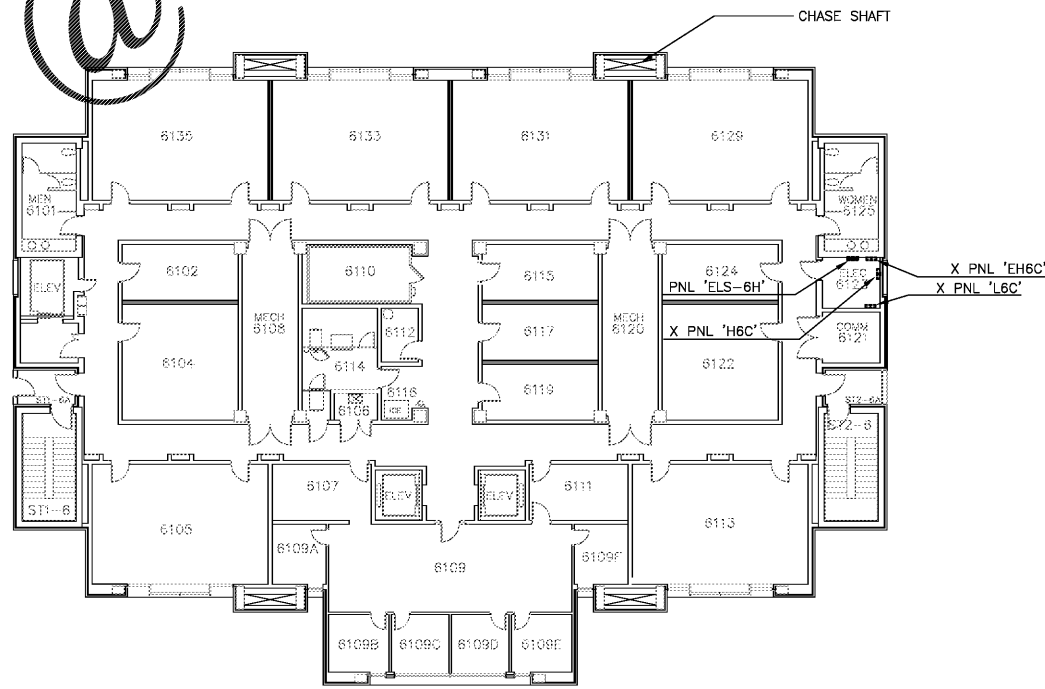 @
CHASE SHAFT
6135
6133
6131
6129
MEN
6101
WOMEN
6125
6102
6110
6115
6124
ELEV
ELEC
6123
X PNL 'EH6C'
PNL 'ELS-6H'
X PNL 'L6C'
MECH
6108
MECH
6120
X PNL 'H6C'
6112
6117
COMM
6121
6104
6114
6122
6119
6116
6106
ICE
ST1-6A
ST2-6A
ST2-6
ST1-6
6107
ELEV
ELEV
6111
6105
6113
6109A
6109
6109F
6109B
6109C
6109D
6109E